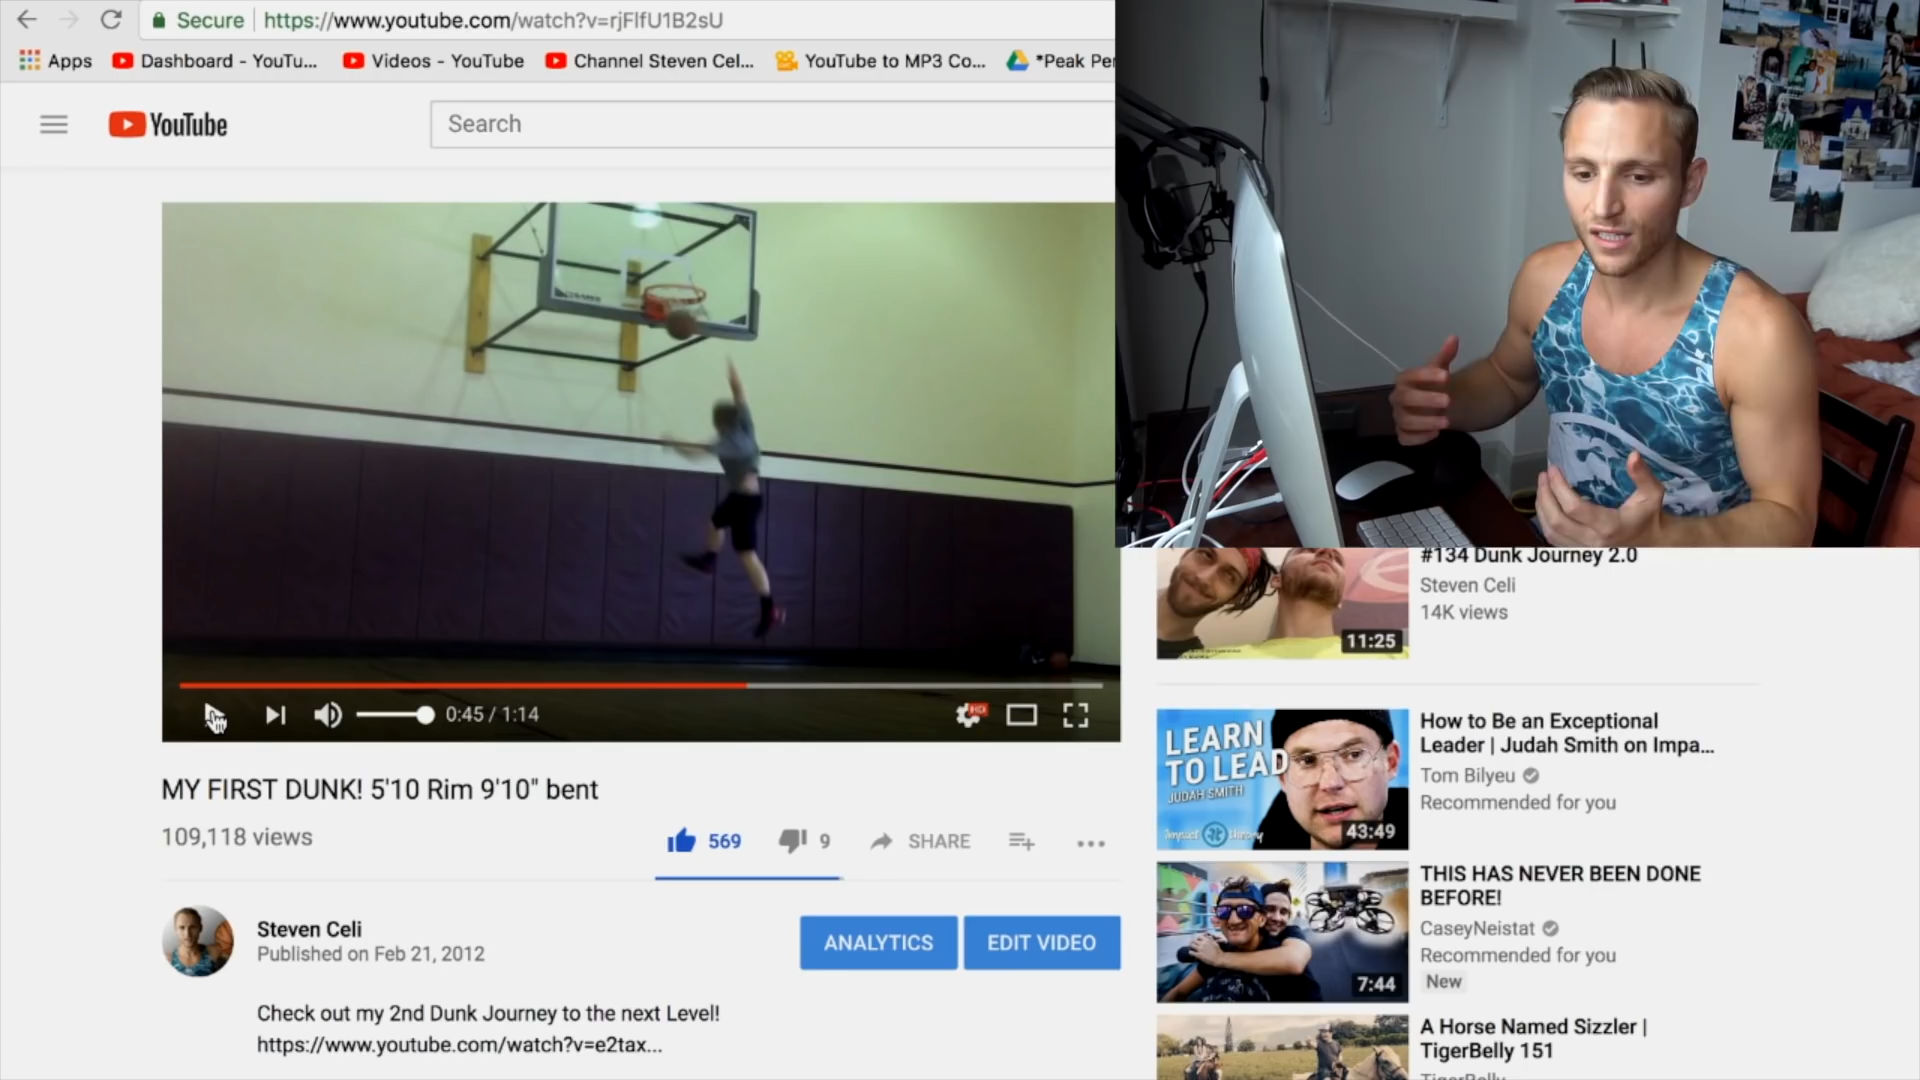 Secure
https://www.youtube.com/watch?v=rjFlfU1B2sU
Apps
Dashboard - YouTu...
Videos - YouTube
Channel Steven Cel...
YouTube to MP3 Co...
*Peak Per
YouTube
Search
0:45 / 1:14
HD
MY FIRST DUNK! 5'10 Rim 9'10" bent
109,118 views
569
9
SHARE
Steven Celi
Published on Feb 21, 2012
ANALYTICS
EDIT VIDEO
Check out my 2nd Dunk Journey to the next Level!
https://www.youtube.com/watch?v=e2tax...
#134 Dunk Journey 2.0
Steven Celi
14K views
11:25
LEARN
TO LEAD
JUDAH SMITH
impact theory
43:49
How to Be an Exceptional
Leader | Judah Smith on Impa...
Tom Bilyeu
Recommended for you
7:44
THIS HAS NEVER BEEN DONE
BEFORE!
CaseyNeistat
Recommended for you
New
A Horse Named Sizzler |
TigerBelly 151
TigerBelly